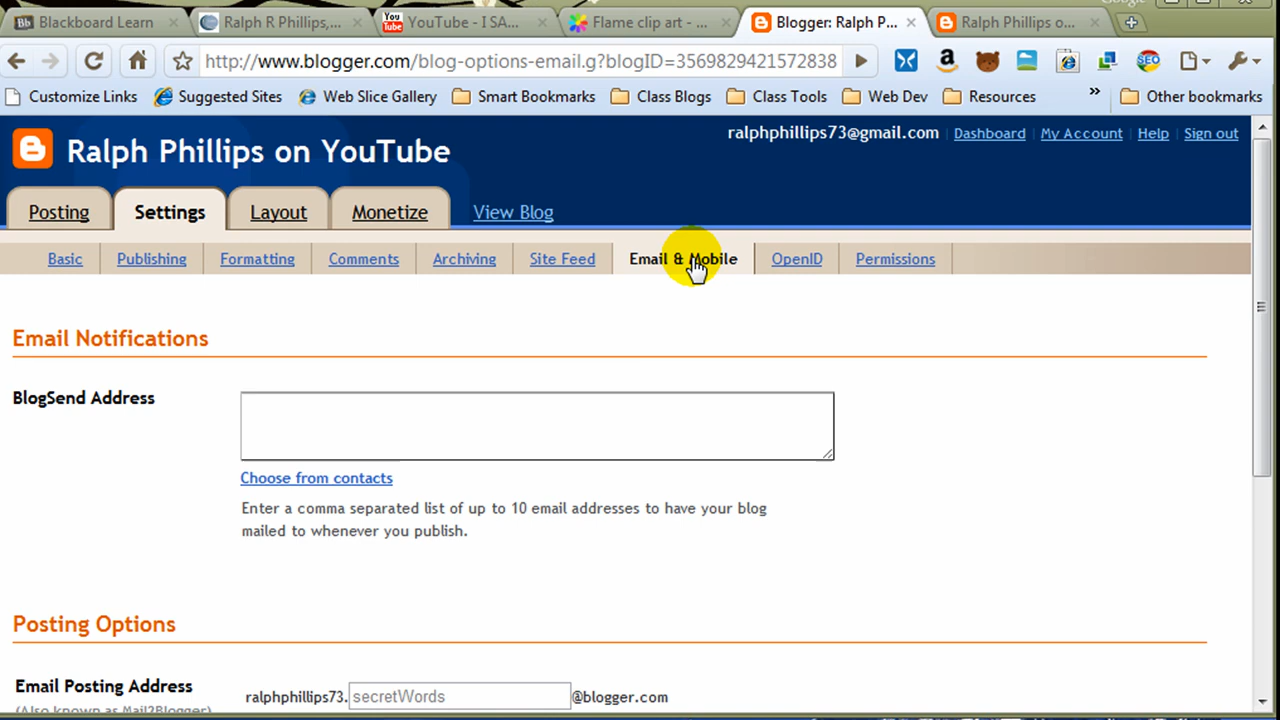 Google
Blackboard Learn
Ralph R Phillips,...
YouTube - I SA...
Flame clip art - ...
Blogger: Ralph P...
Ralph Phillips o...
http://www.blogger.com/blog-options-email.g?blogID=3569829421572838
Customize Links Suggested Sites Web Slice Gallery Smart Bookmarks Class Blogs Class Tools Web Dev Resources » Other bookmarks
ralphphillips73@gmail.com | Dashboard | My Account | Help | Sign out
Ralph Phillips on YouTube
Posting Settings Layout Monetize View Blog
Basic Publishing Formatting Comments Archiving Site Feed Email & Mobile OpenID Permissions
Email Notifications
BlogSend Address
Choose from contacts
Enter a comma separated list of up to 10 email addresses to have your blog
mailed to whenever you publish.
Posting Options
Email Posting Address
ralphphillips73.secretWords@blogger.com
(Also known as Mail2Blogger)